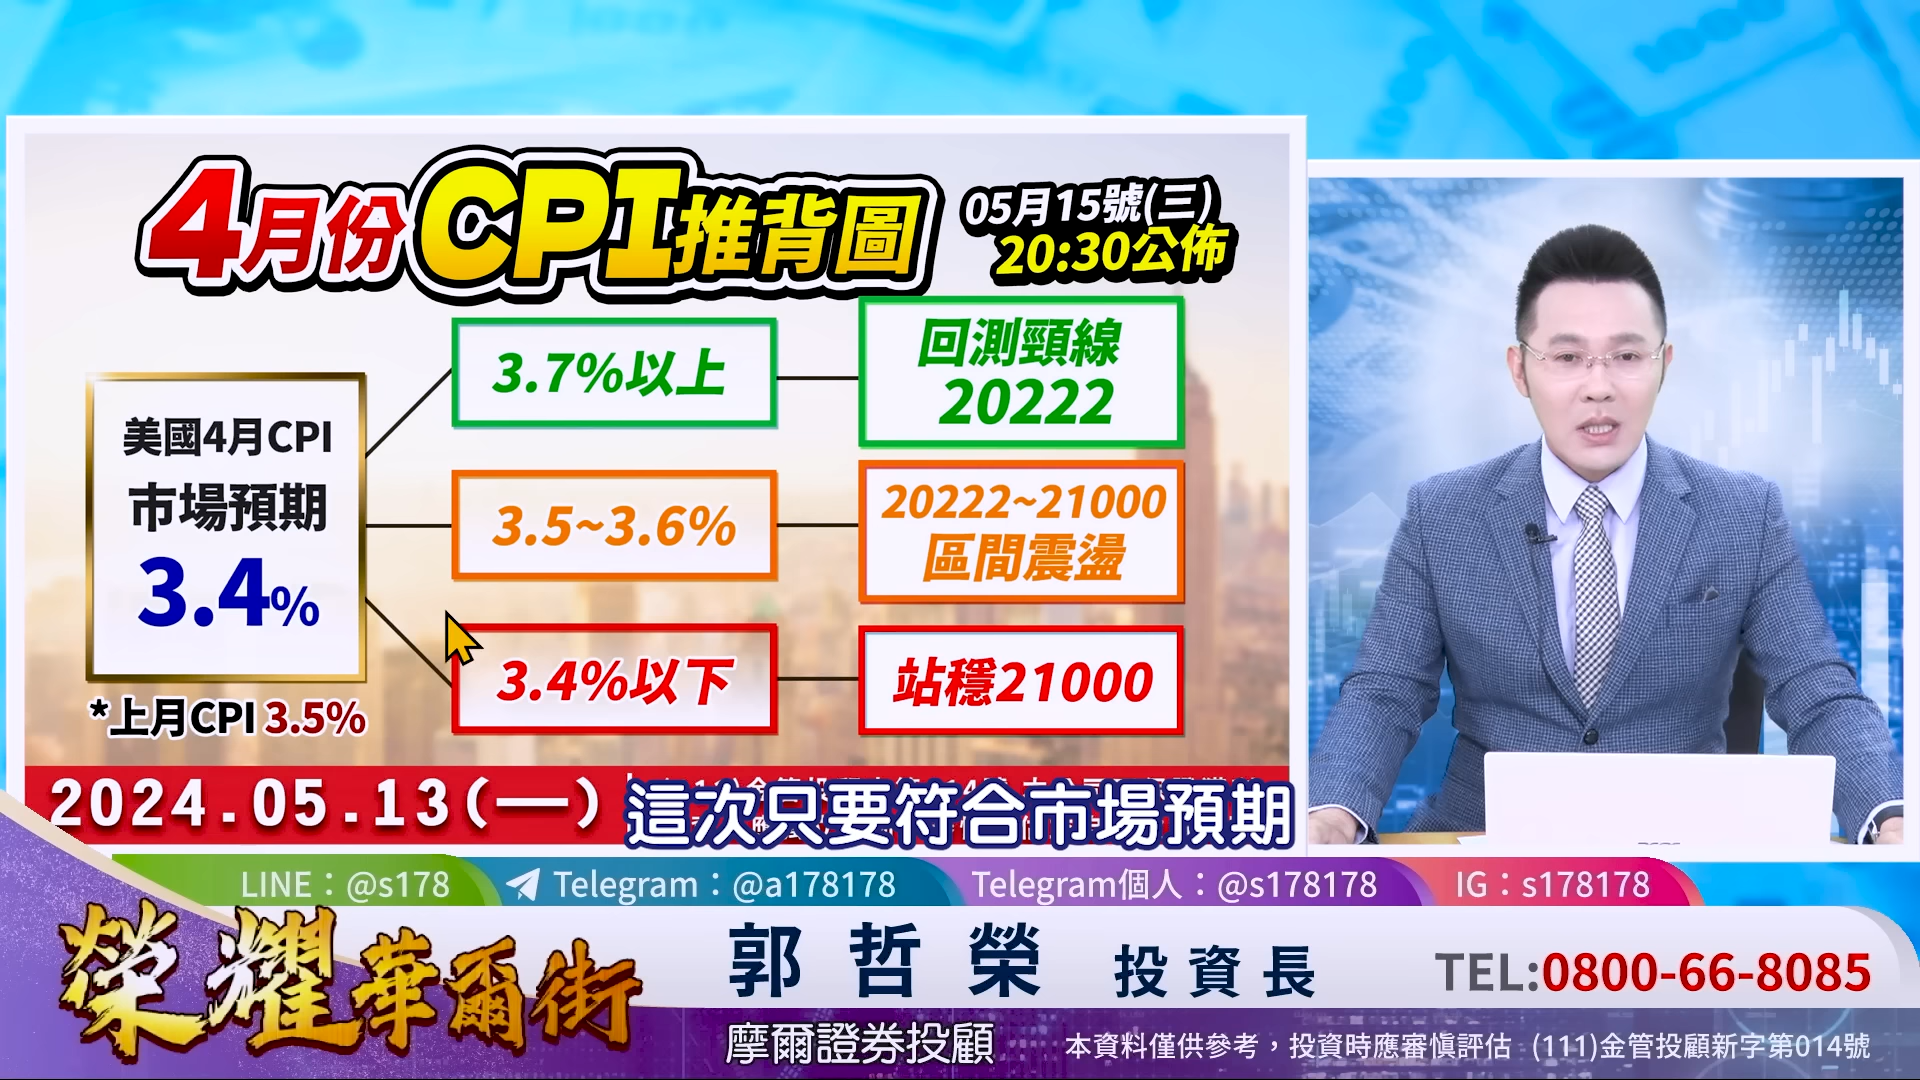 4月份CPI推背圖
05月15號(三)
20:30公佈
美國4月CPI
市場預期
3.4%
*上月CPI 3.5%
3.7%以上
回測頸線
20222
3.5~3.6%
20222~21000
區間震盪
3.4%以下
站穩21000
2024.05.13(一)
這次只要符合市場預期
LINE：@s178
Telegram：@a178178
Telegram個人：@s178178
IG：s178178
榮耀華爾街
郭哲榮 投資長
TEL:0800-66-8085
摩爾證券投顧
本資料僅供參考，投資時應審慎評估 (111)金管投顧新字第014號